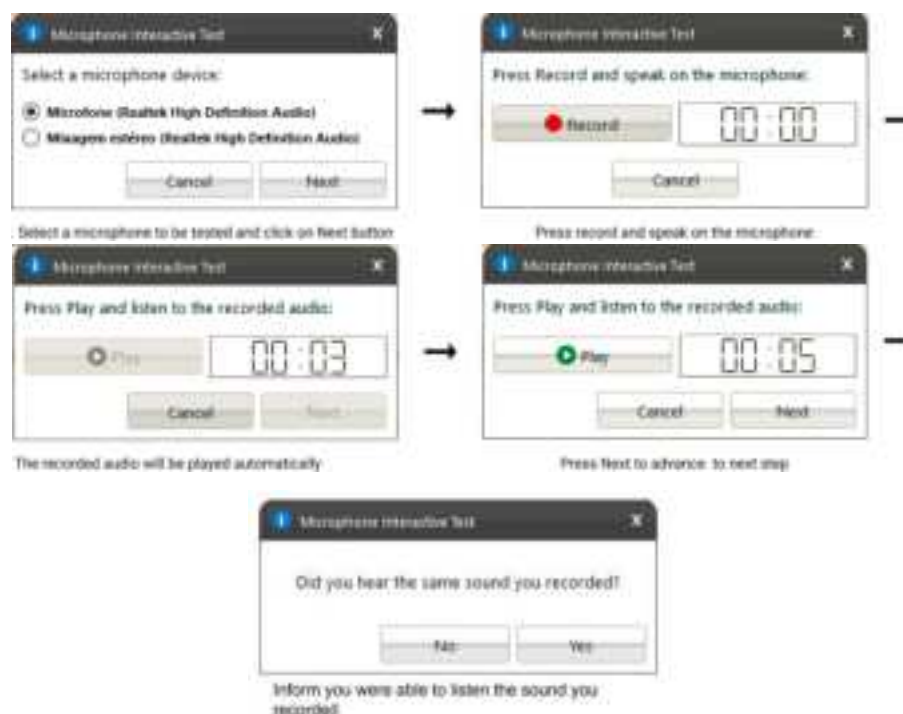 Microphone Interactive Test X
Select a microphone device:
Microfone (Realtek High Definition Audio)
Mixagem estéreo (Realtek High Definition Audio)
Cancel Next
. Select a microphone to be tested and click on Next button
Microphone Interactive Test X
Press Record and speak on the microphone:
Record 00:00
Cancel
Press record and speak on the microphone
Microphone Interactive Test X
Press Play and listen to the recorded audio:
Play 00:03
Cancel Next
The recorded audio will be played automatically
Microphone Interactive Test X
Press Play and listen to the recorded audio:
Play 00:05
Cancel Next
Press Next to advance to next step
Microphone Interactive Test X
Did you hear the same sound you recorded?
No Yes
Inform you were able to listen the sound you
recorded